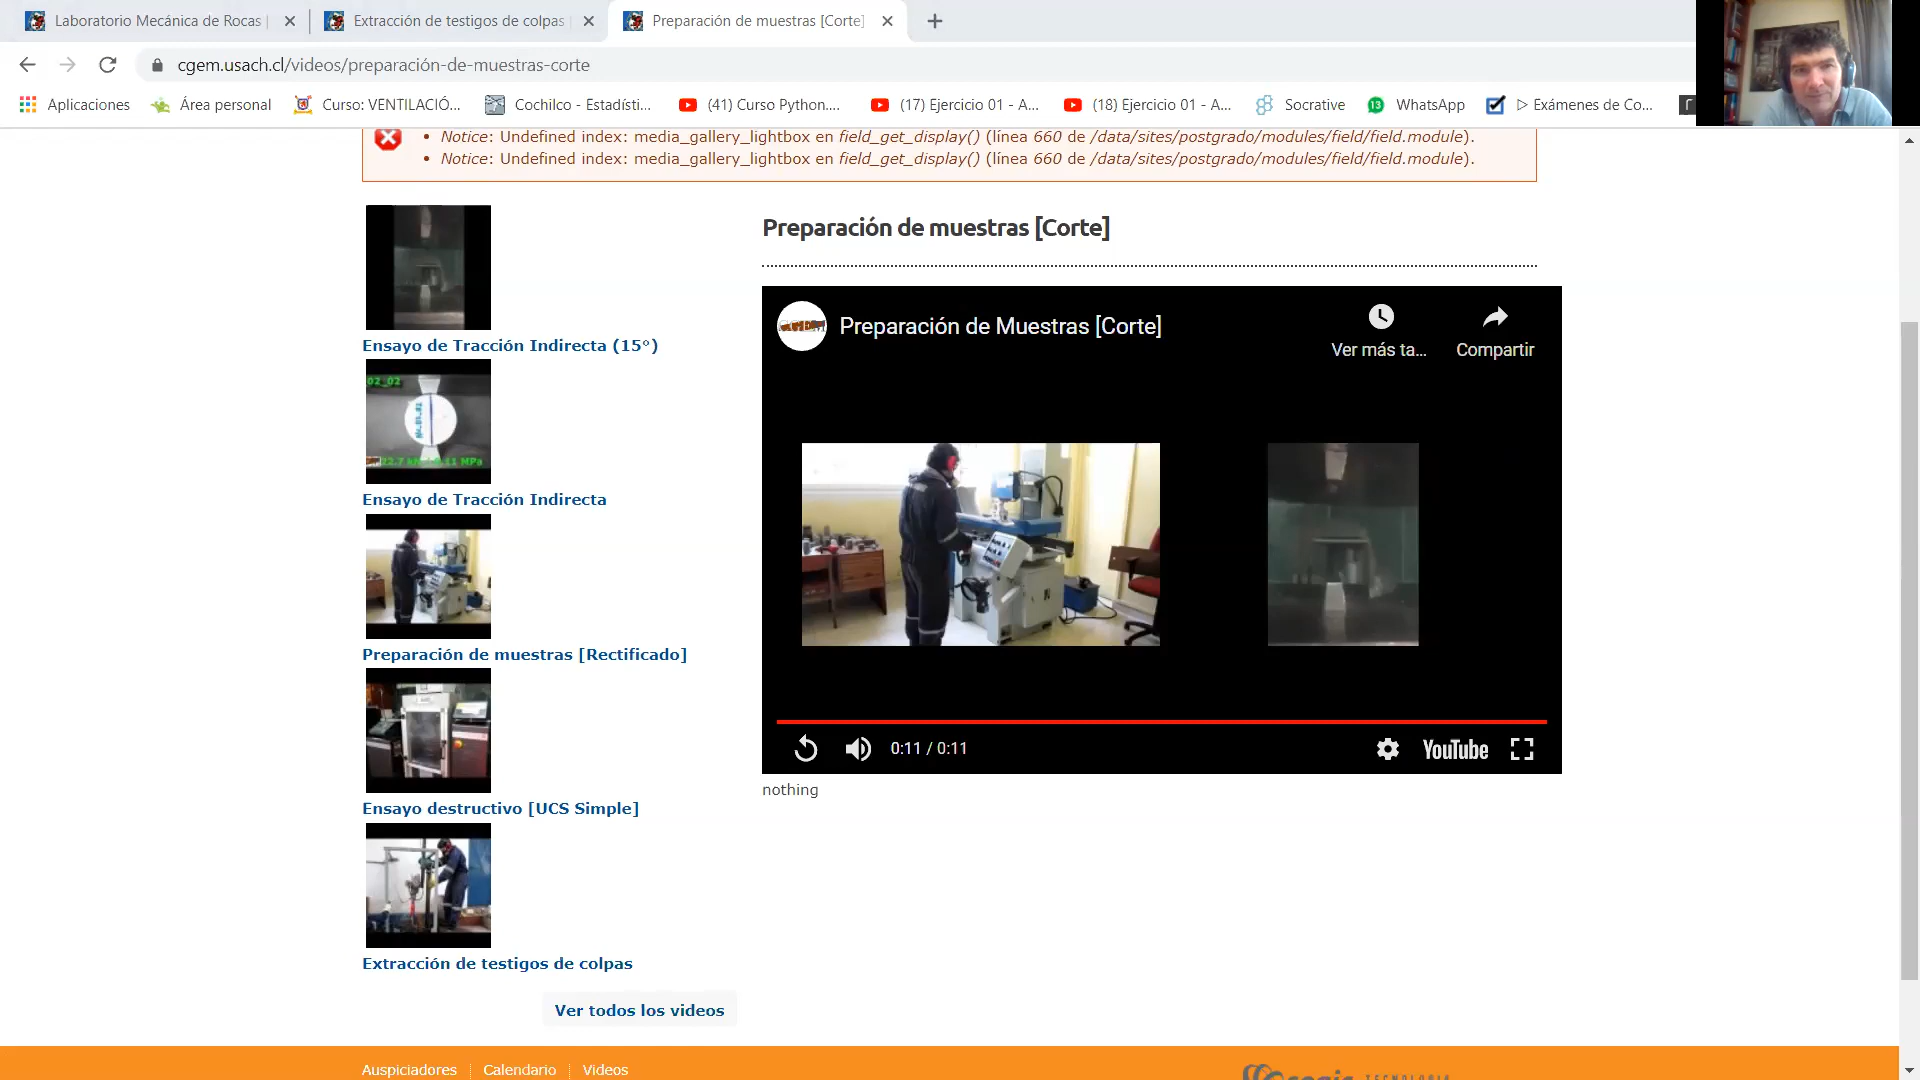 Laboratorio Mecánica de Rocas |
Extracción de testigos de colpas
Preparación de muestras [Corte]
cgem.usach.cl/videos/preparación-de-muestras-corte
Aplicaciones
Área personal
Curso: VENTILACIÓ...
Cochilco - Estadísti...
(41) Curso Python....
(17) Ejercicio 01 - A...
(18) Ejercicio 01 - A...
Socrative
13
WhatsApp
▷ Exámenes de Co...
• Notice: Undefined index: media_gallery_lightbox en field_get_display() (línea 660 de /data/sites/postgrado/modules/field/field.module).
• Notice: Undefined index: media_gallery_lightbox en field_get_display() (línea 660 de /data/sites/postgrado/modules/field/field.module).
Ensayo de Tracción Indirecta (15°)
02_02
Ensayo de Tracción Indirecta
Preparación de muestras [Rectificado]
Ensayo destructivo [UCS Simple]
Extracción de testigos de colpas
Ver todos los videos
Preparación de muestras [Corte]
Preparación de Muestras [Corte]
Ver más ta...
Compartir
0:11 / 0:11
YouTube
nothing
Auspiciadores
Calendario
Videos